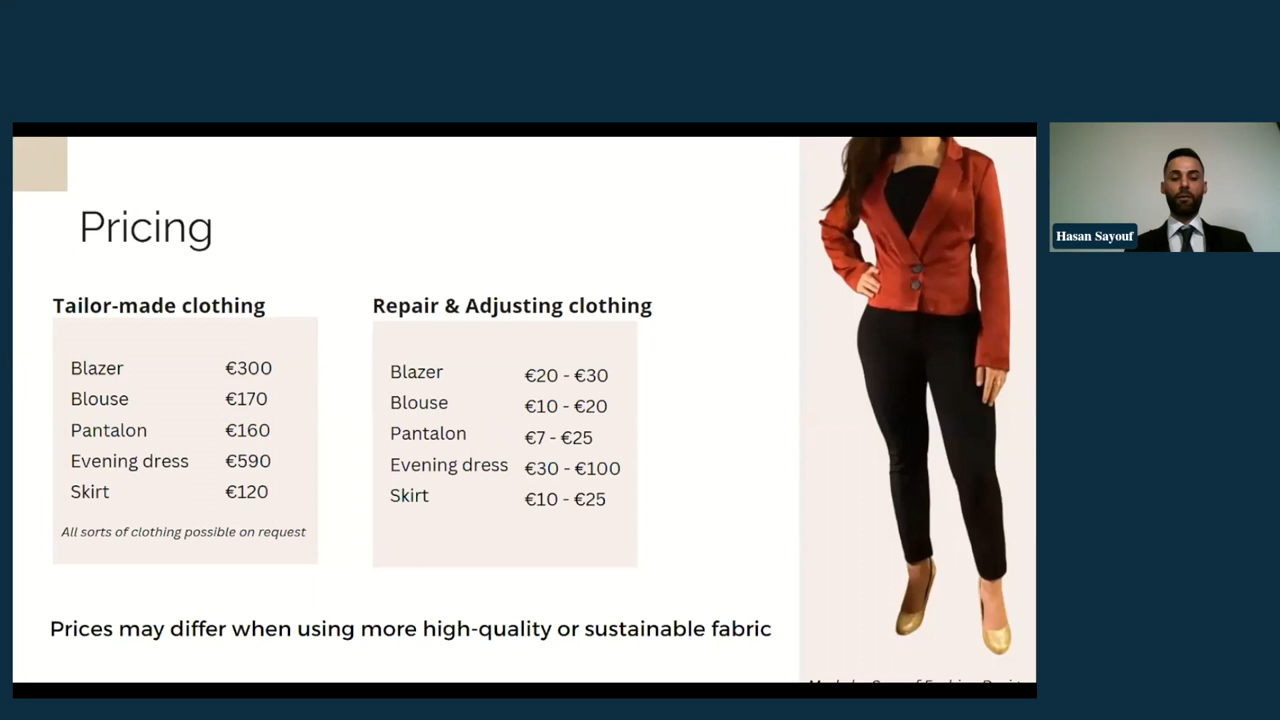 Pricing
Tailor-made clothing
Blazer €300
Blouse €170
Pantalon €160
Evening dress €590
Skirt €120
All sorts of clothing possible on request
Repair & Adjusting clothing
Blazer €20 - €30
Blouse €10 - €20
Pantalon €7 - €25
Evening dress €30 - €100
Skirt €10 - €25
Prices may differ when using more high-quality or sustainable fabric
Hasan Sayouf